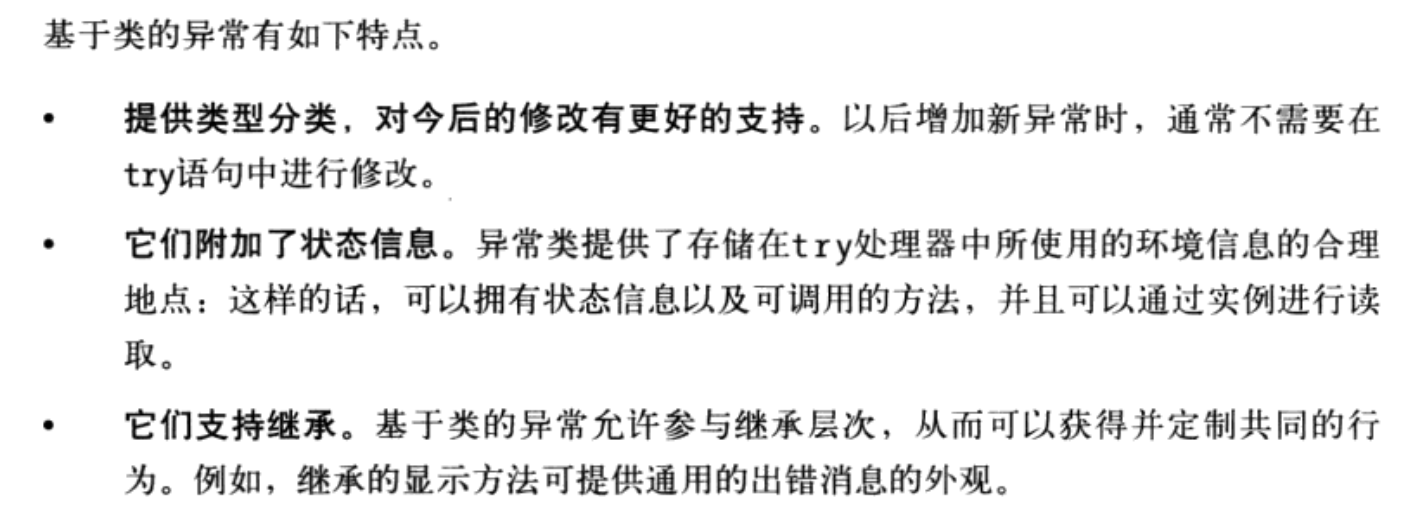 基于类的异常有如下特点。
• 提供类型分类，对今后的修改有更好的支持。以后增加新异常时，通常不需要在
try语句中进行修改。
• 它们附加了状态信息。异常类提供了存储在try处理器中所使用的环境信息的合理
地点：这样的话，可以拥有状态信息以及可调用的方法，并且可以通过实例进行读
取。
• 它们支持继承。基于类的异常允许参与继承层次，从而可以获得并定制共同的行
为。例如，继承的显示方法可提供通用的出错消息的外观。